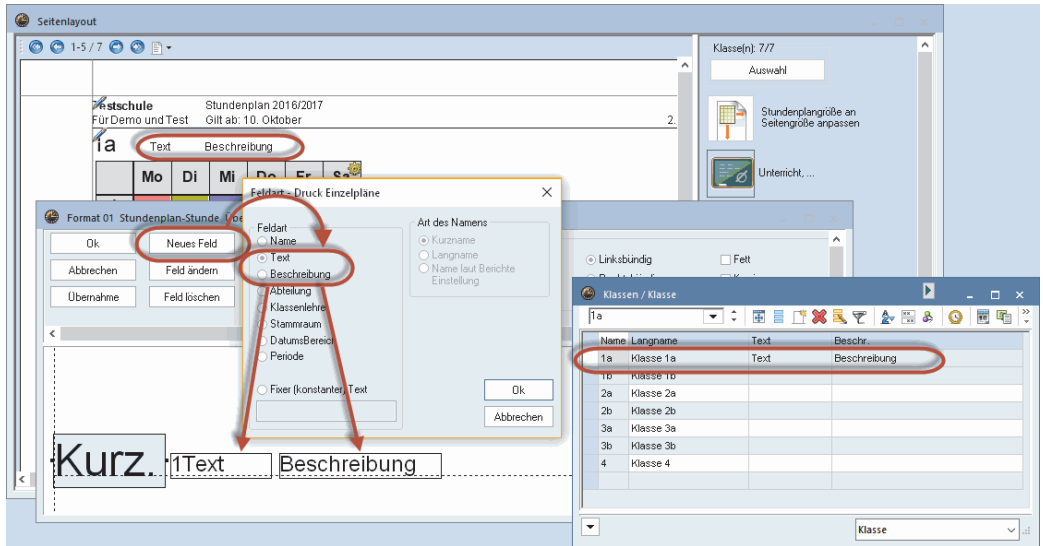 Seitenlayout
1-5 / 7
Klasse(n): 7/7
Auswahl
Stundenplangröße an
Seitengröße anpassen
Unterricht, ...
Stundenplan 2016/2017
Für Demo und Test Gilt ab: 10. Oktober 2.
1a Text Beschreibung
Mo Di Mi Do Fr Sa
Format 01 Stundenplan-Stunde
Ok
Neues Feld
Abbrechen
Feld ändern
Übernahme
Feld löschen
Linksbündig
Fett
Feldart - Druck Einzelpläne
Feldart
Name
Text
Beschreibung
Abteilung
Klassenlehre
Stammraum
DatumsBereich
Periode
Fixer (konstanter) Text
Art des Namens
Kurzname
Langname
Name laut Berichte
Einstellung
Ok
Abbrechen
Kurz. 1Text Beschreibung
Klassen / Klasse
1a
Name Langname Text Beschr.
1a Klasse 1a Text Beschreibung
1b Klasse 1b
2a Klasse 2a
2b Klasse 2b
3a Klasse 3a
3b Klasse 3b
4 Klasse 4
Klasse